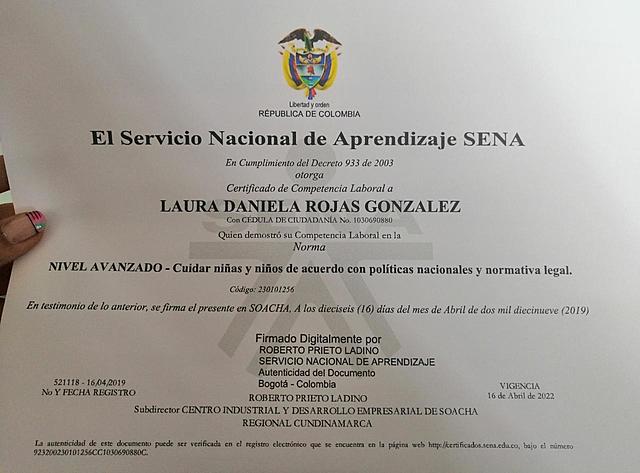 Libertad y orden
REPÚBLICA DE COLOMBIA
El Servicio Nacional de Aprendizaje SENA
En Cumplimiento del Decreto 933 de 2003
otorga
Certificado de Competencia Laboral a
LAURA DANIELA ROJAS GONZALEZ
Con CÉDULA DE CIUDADANÍA No. 1030690880
Quien demostró su Competencia Laboral en la
Norma
NIVEL AVANZADO - Cuidar niñas y niños de acuerdo con políticas nacionales y normativa legal.
Código: 230101256
En testimonio de lo anterior, se firma el presente en SOACHA, A los dieciseis (16) días del mes de Abril de dos mil diecinueve (2019)
Firmado Digitalmente por
ROBERTO PRIETO LADINO
SERVICIO NACIONAL DE APRENDIZAJE
Autenticidad del Documento
Bogotá - Colombia
521118 - 16/04/2019
No Y FECHA REGISTRO
VIGENCIA
16 de Abril de 2022
ROBERTO PRIETO LADINO
Subdirector CENTRO INDUSTRIAL Y DESARROLLO EMPRESARIAL DE SOACHA
REGIONAL CUNDINAMARCA
La autenticidad de este documento puede ser verificada en el registro electrónico que se encuentra en la página web http://certificados.sena.edu.co, bajo el número
923200230101256CC1030690880C.